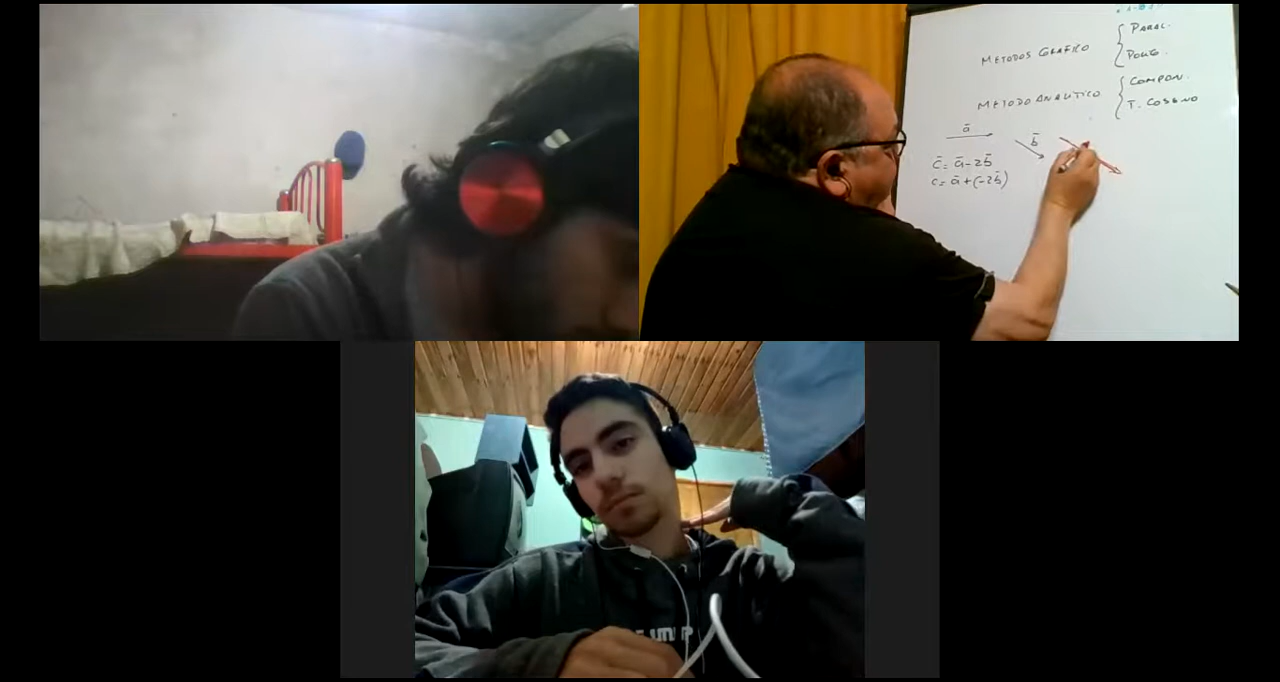 PARAL.
METODOS GRAFICO
POLIG.
COMPON.
METODO ANALITICO
T. COSENO
ā
b̄
c̄ = ā - 2b̄
c = ā + (-2b̄)